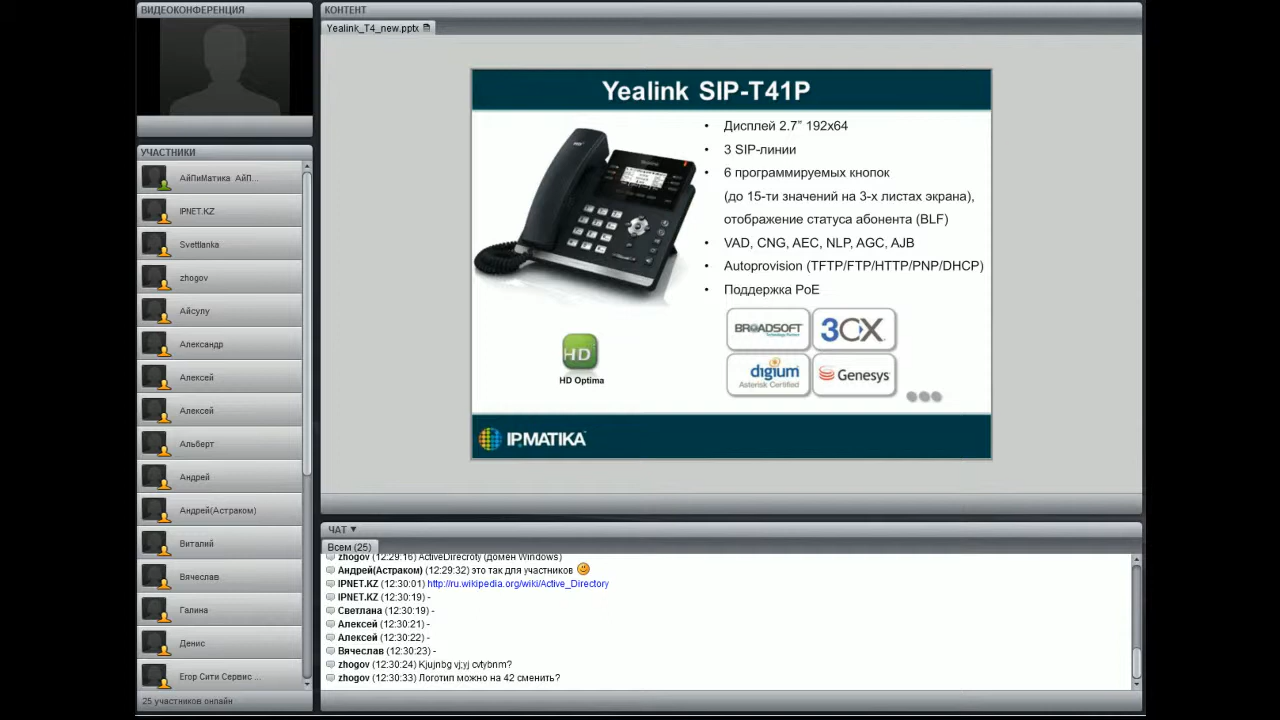 ВИДЕОКОНФЕРЕНЦИЯ
УЧАСТНИКИ
АйПиМатика АйП...
IPNET.KZ
Svettlanka
zhogov
Айсулу
Александр
Алексей
Алексей
Альберт
Андрей
Андрей(Астраком)
Виталий
Вячеслав
Галина
Денис
Егор Сити Сервис ...
25 участников онлайн
КОНТЕНТ
Yealink_T4_new.pptx
Yealink SIP-T41P
• Дисплей 2.7” 192x64
• 3 SIP-линии
• 6 программируемых кнопок
(до 15-ти значений на 3-х листах экрана),
отображение статуса абонента (BLF)
• VAD, CNG, AEC, NLP, AGC, AJB
• Autoprovision (TFTP/FTP/HTTP/PNP/DHCP)
• Поддержка PoE
HD
HD Optima
BROADSOFT
3CX
digium
Asterisk Certified
Genesys
IPMATIKA
ЧАТ
Всем (25)
zhogov (12:29:16) ActiveDirecroty (домен Windows)
Андрей(Астраком) (12:29:32) это так для участников
IPNET.KZ (12:30:01) http://ru.wikipedia.org/wiki/Active_Directory
IPNET.KZ (12:30:19) -
Светлана (12:30:19) -
Алексей (12:30:21) -
Алексей (12:30:22) -
Вячеслав (12:30:23) -
zhogov (12:30:24) Kjujnbg vj;yj cvtybnm?
zhogov (12:30:33) Логотип можно на 42 сменить?